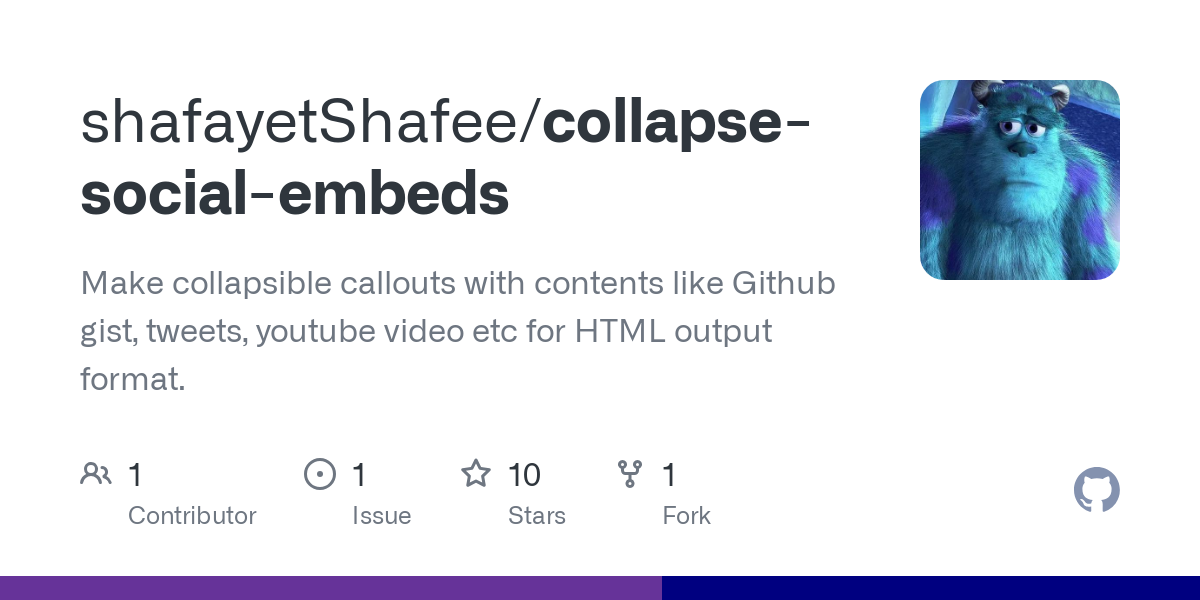 shafayetShafee/collapse-
social-embeds
Make collapsible callouts with contents like Github
gist, tweets, youtube video etc for HTML output
format.
1 1 10 1
Contributor Issue Stars Fork